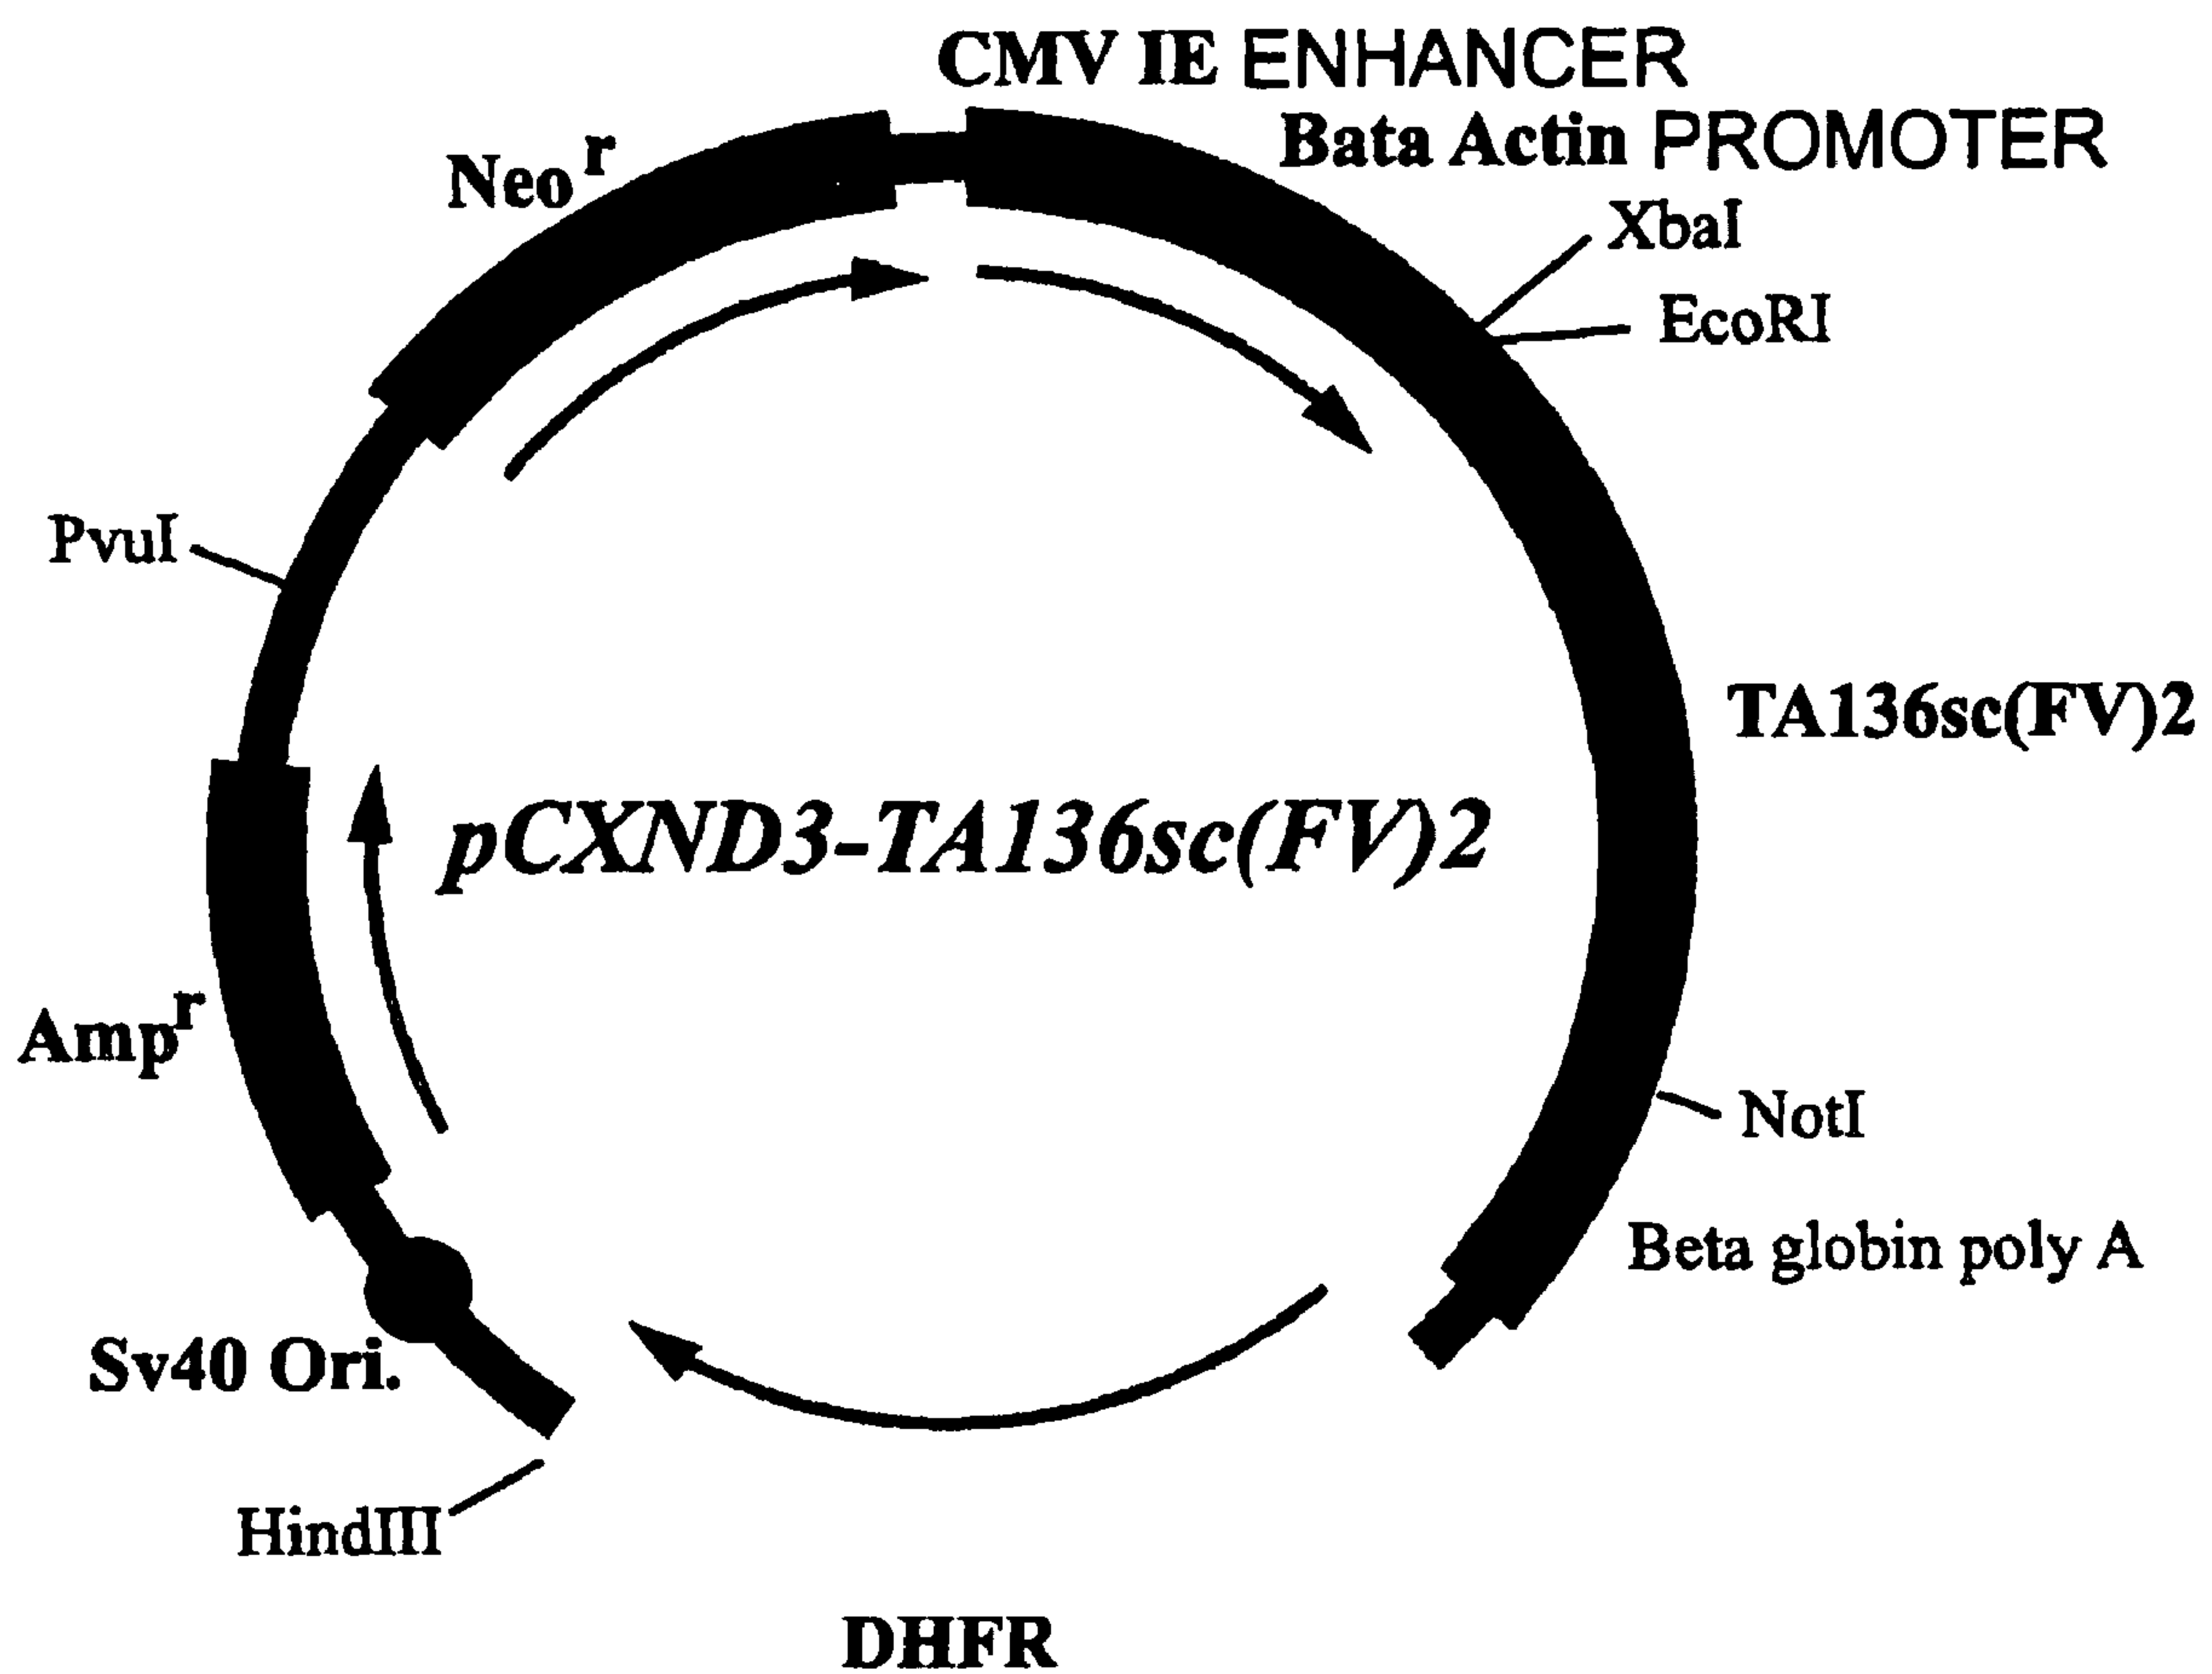 CMV IE ENHANCER
Bata Actin PROMOTER
Neo r
XbaI
EcoRI
PvuI
TA136sc(FV)2
pCXND3-TA136sc(FV)2
Amp r
NotI
Beta globin poly A
Sv40 Ori.
HindIII
DHFR